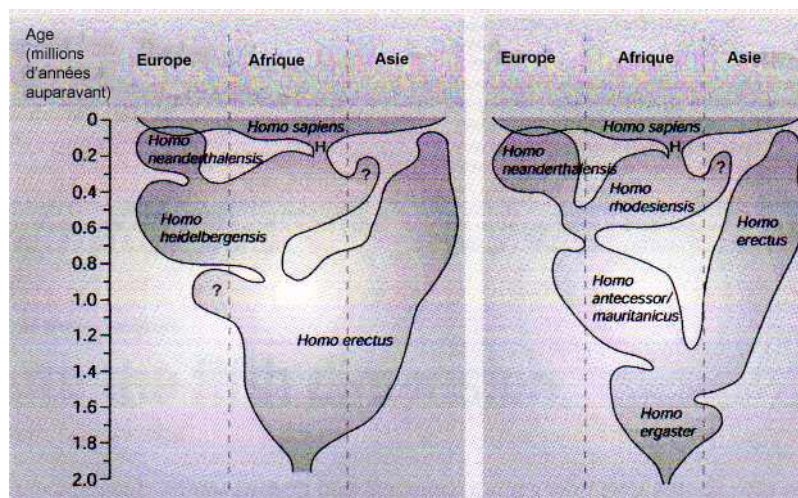 Age
(millions
d'années
auparavant)
Europe
Afrique
Asie
Europe
Afrique
Asie
0
0.2
0.4
0.6
0.8
1.0
1.2
1.4
1.6
1.8
2.0
Homo sapiens
Homo
neanderthalensis
H
?
Homo
heidelbergensis
?
Homo erectus
Homo sapiens
Homo
neanderthalensis
H
?
Homo
rhodesiensis
Homo
erectus
Homo
antecessor/
mauritanicus
Homo
ergaster